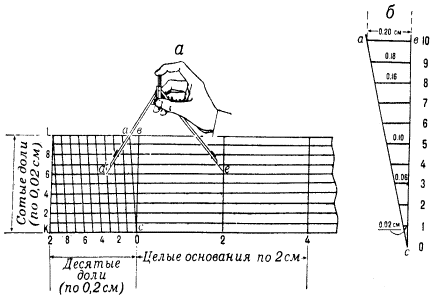 а
б
0.20 см
а
в
10
0.18
9
0.16
8
7
6
0.10
5
4
0.06
3
2
0.02 см
1
0
с
L
а
в
8
6
4
2
K
d
е
с
Сотые доли
(по 0,02 см)
2 8 6 4 2 0 2 4
Десятые
доли
(по 0,2 см)
Целые основания по 2 см